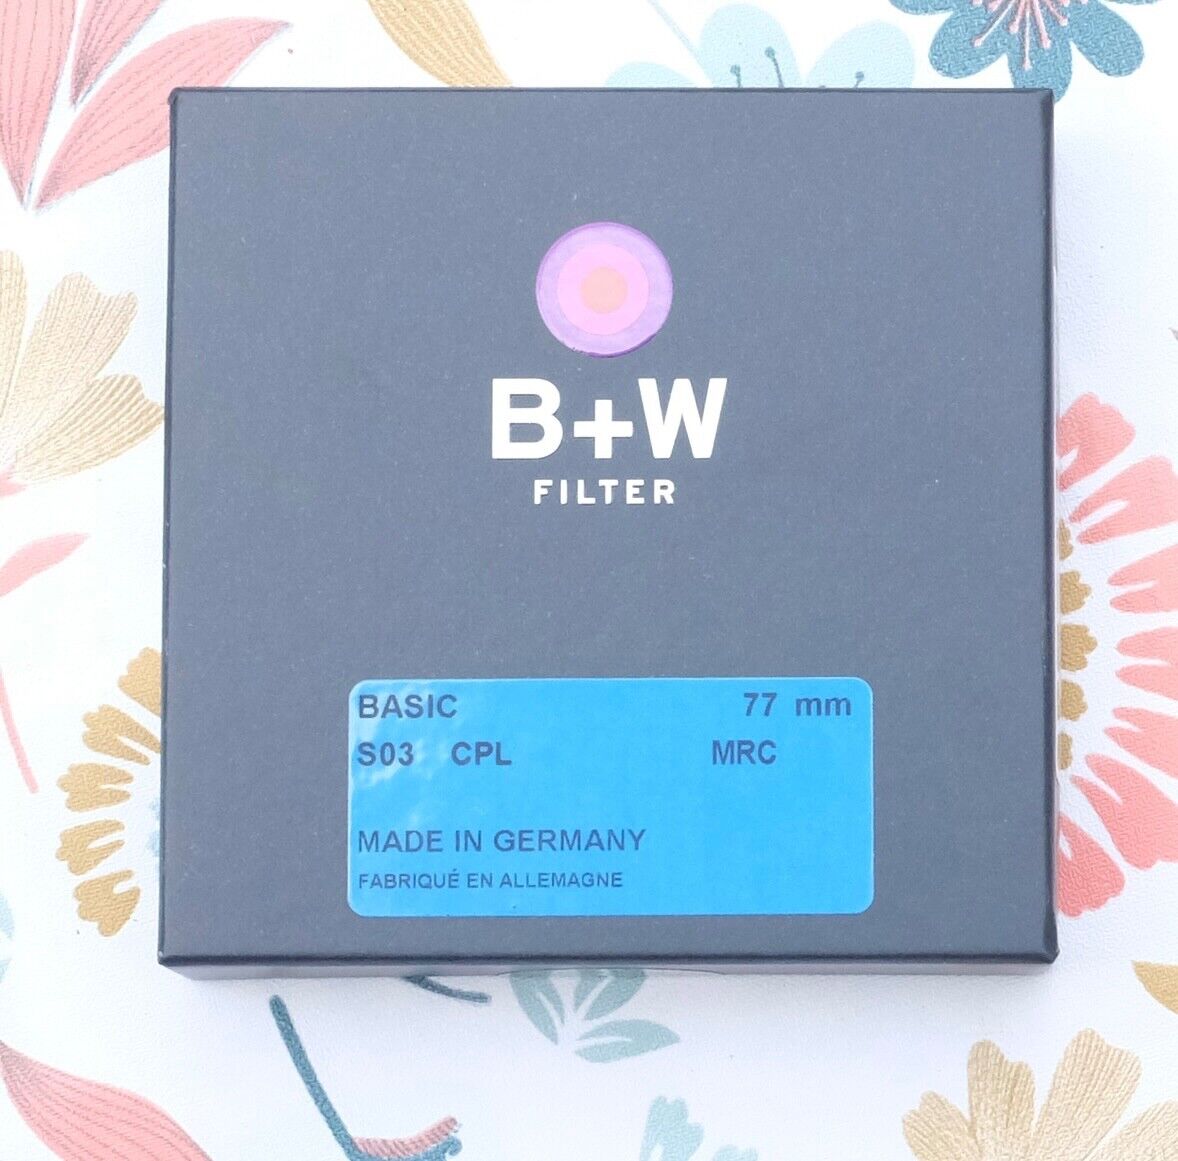 B+W
FILTER
BASIC 77 mm
S03 CPL MRC
MADE IN GERMANY
FABRIQUÉ EN ALLEMAGNE